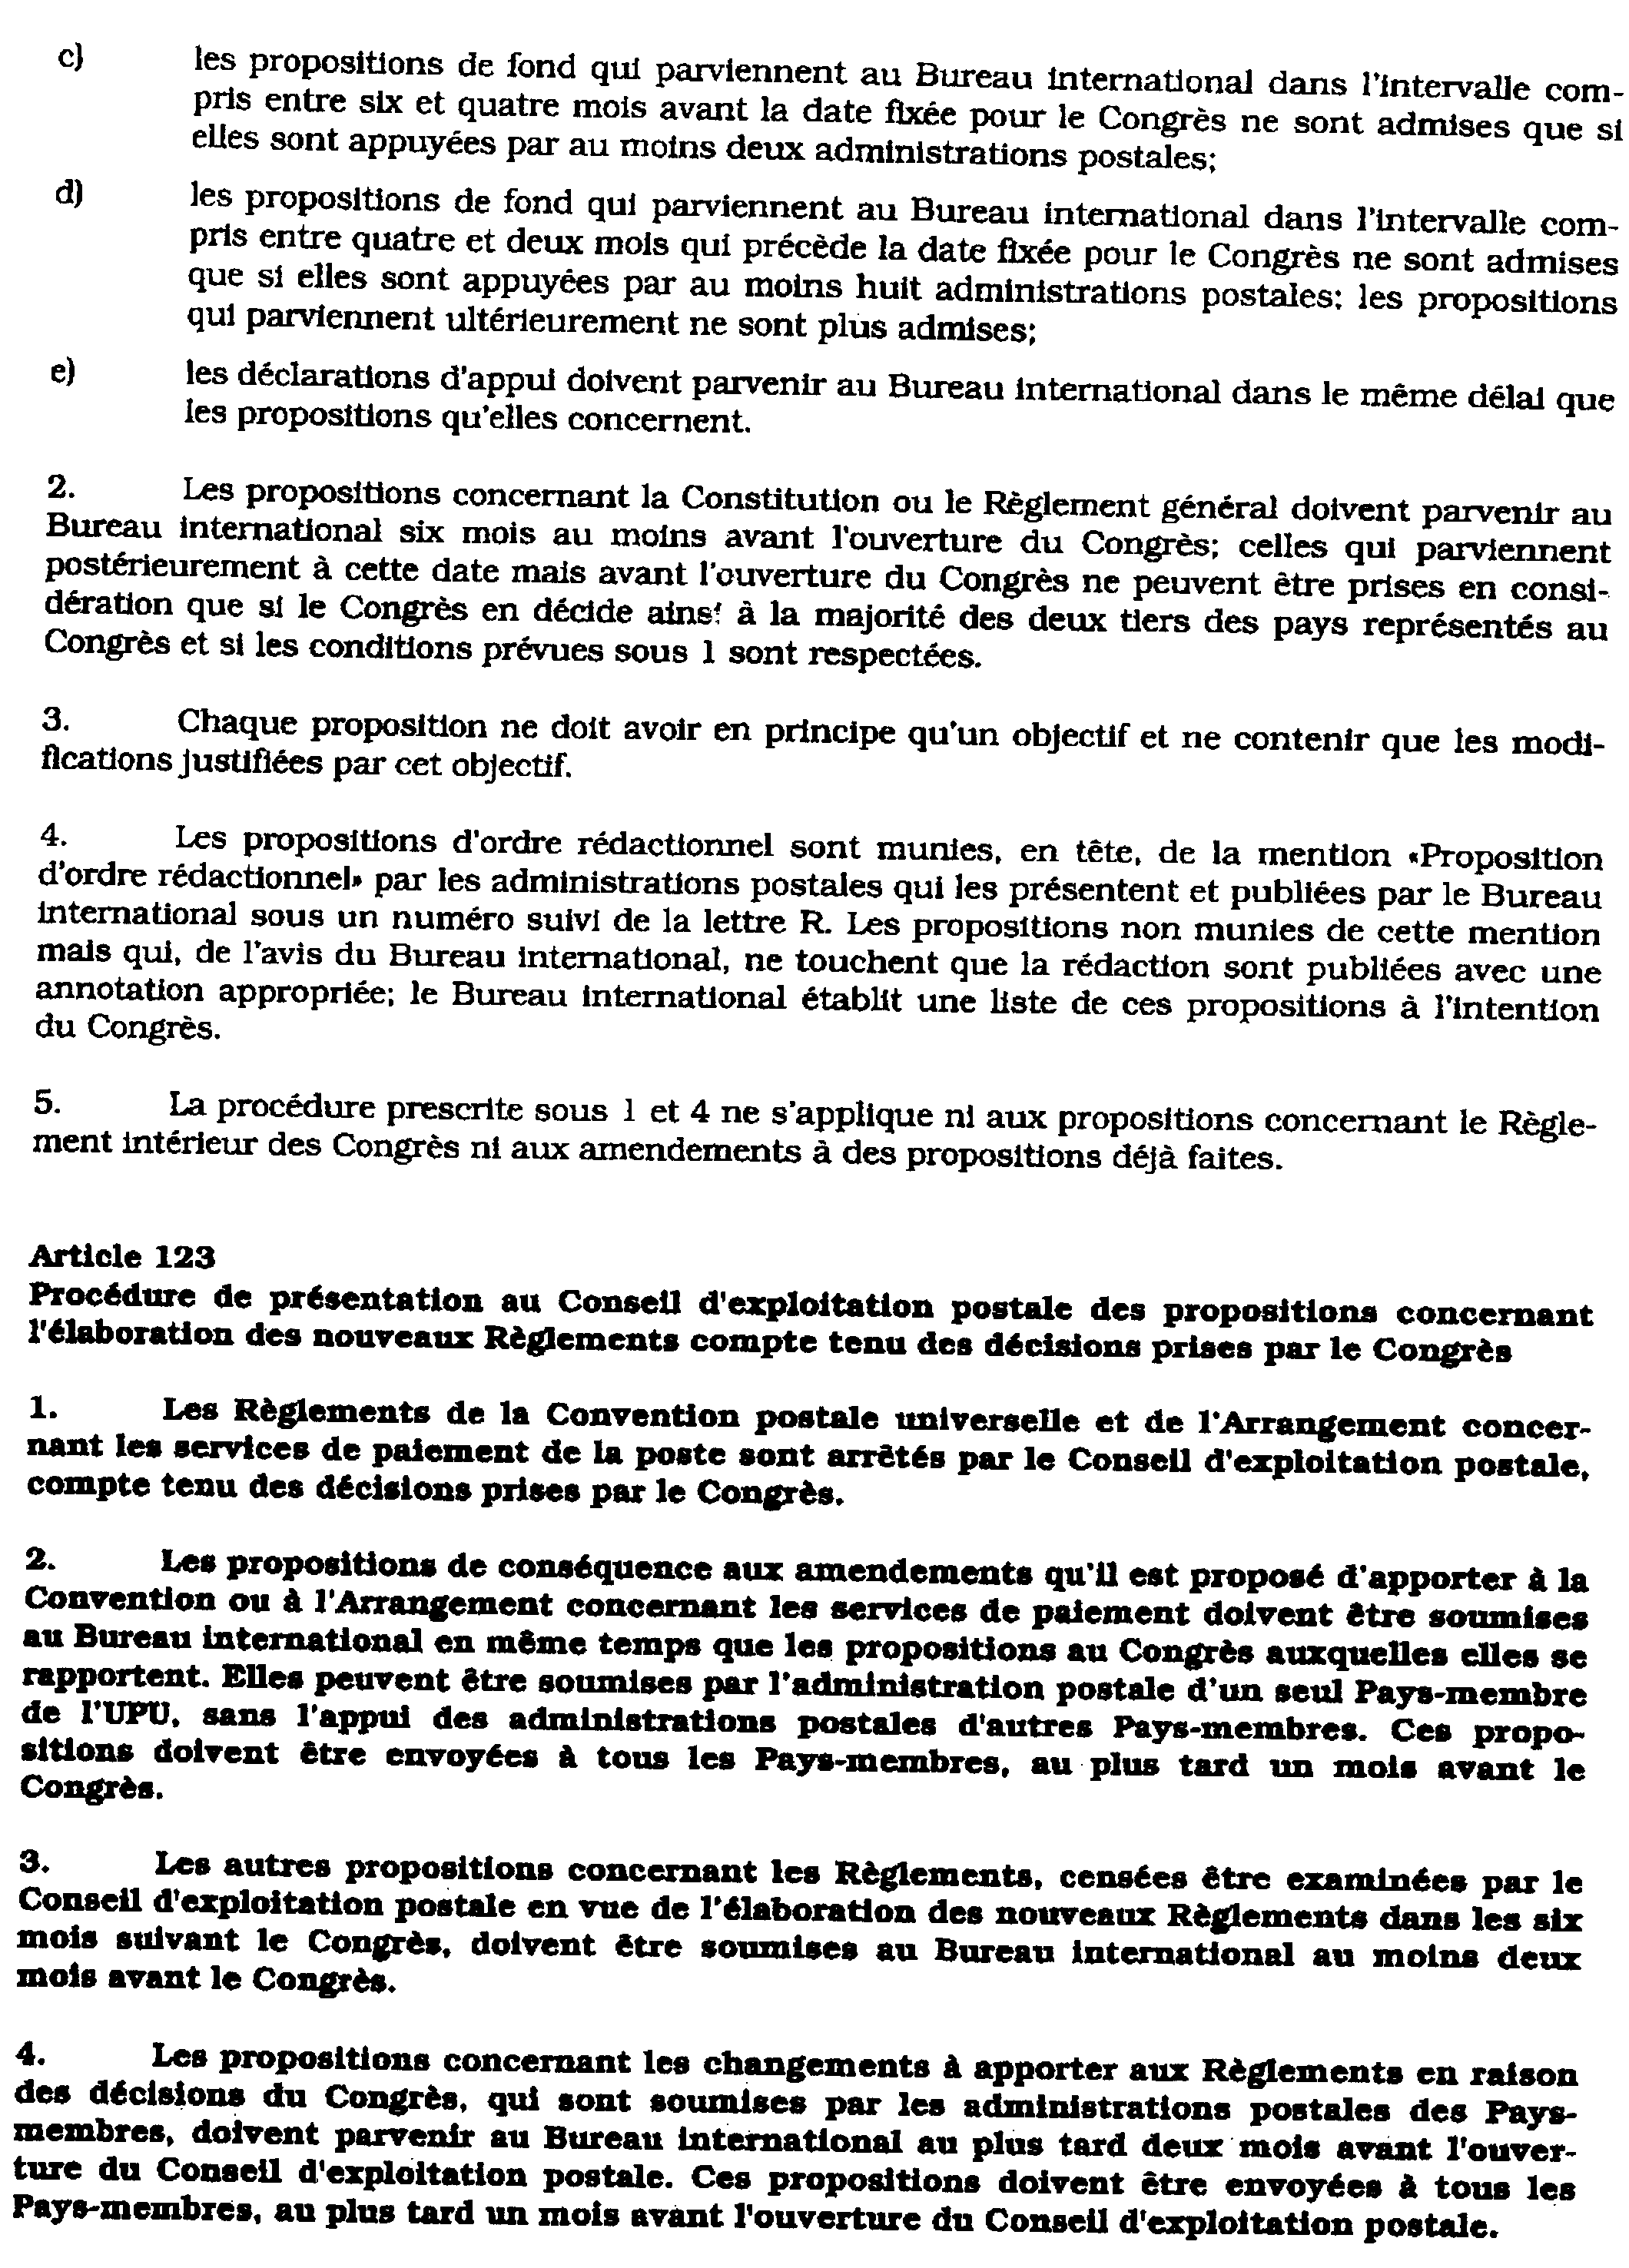 c) les propositions de fond qui parviennent au Bureau international dans l'intervalle com-
pris entre six et quatre mois avant la date fixée pour le Congrès ne sont admises que si
elles sont appuyées par au moins deux administrations postales;
d) les propositions de fond qui parviennent au Bureau international dans l'intervalle com-
pris entre quatre et deux mois qui précède la date fixée pour le Congrès ne sont admises
que si elles sont appuyées par au moins huit administrations postales; les propositions
qui parviennent ultérieurement ne sont plus admises;
e) les déclarations d'appui doivent parvenir au Bureau international dans le même délai que
les propositions qu'elles concernent.
2. Les propositions concernant la Constitution ou le Règlement général doivent parvenir au
Bureau international six mois au moins avant l'ouverture du Congrès; celles qui parviennent
postérieurement à cette date mais avant l'ouverture du Congrès ne peuvent être prises en consi-
dération que si le Congrès en décide ainsi à la majorité des deux tiers des pays représentés au
Congrès et si les conditions prévues sous 1 sont respectées.
3. Chaque proposition ne doit avoir en principe qu'un objectif et ne contenir que les modi-
fications justifiées par cet objectif.
4. Les propositions d'ordre rédactionnel sont munies, en tête, de la mention «Proposition
d'ordre rédactionnel» par les administrations postales qui les présentent et publiées par le Bureau
international sous un numéro suivi de la lettre R. Les propositions non munies de cette mention
mais qui, de l'avis du Bureau international, ne touchent que la rédaction sont publiées avec une
annotation appropriée; le Bureau international établit une liste de ces propositions à l'intention
du Congrès.
5. La procédure prescrite sous 1 et 4 ne s'applique ni aux propositions concernant le Règle-
ment intérieur des Congrès ni aux amendements à des propositions déjà faites.
Article 123
Procédure de présentation au Conseil d'exploitation postale des propositions concernant
l'élaboration des nouveaux Règlements compte tenu des décisions prises par le Congrès
1. Les Règlements de la Convention postale universelle et de l'Arrangement concer-
nant les services de paiement de la poste sont arrêtés par le Conseil d'exploitation postale,
compte tenu des décisions prises par le Congrès.
2. Les propositions de conséquence aux amendements qu'il est proposé d'apporter à la
Convention ou à l'Arrangement concernant les services de paiement doivent être soumises
au Bureau international en même temps que les propositions au Congrès auxquelles elles se
rapportent. Elles peuvent être soumises par l'administration postale d'un seul Pays-membre
de l'UPU, sans l'appui des administrations postales d'autres Pays-membres. Ces propo-
sitions doivent être envoyées à tous les Pays-membres, au plus tard un mois avant le
Congrès.
3. Les autres propositions concernant les Règlements, censées être examinées par le
Conseil d'exploitation postale en vue de l'élaboration des nouveaux Règlements dans les six
mois suivant le Congrès, doivent être soumises au Bureau international au moins deux
mois avant le Congrès.
4. Les propositions concernant les changements à apporter aux Règlements en raison
des décisions du Congrès, qui sont soumises par les administrations postales des Pays-
membres, doivent parvenir au Bureau international au plus tard deux mois avant l'ouver-
ture du Conseil d'exploitation postale. Ces propositions doivent être envoyées à tous les
Pays-membres, au plus tard un mois avant l'ouverture du Conseil d'exploitation postale.